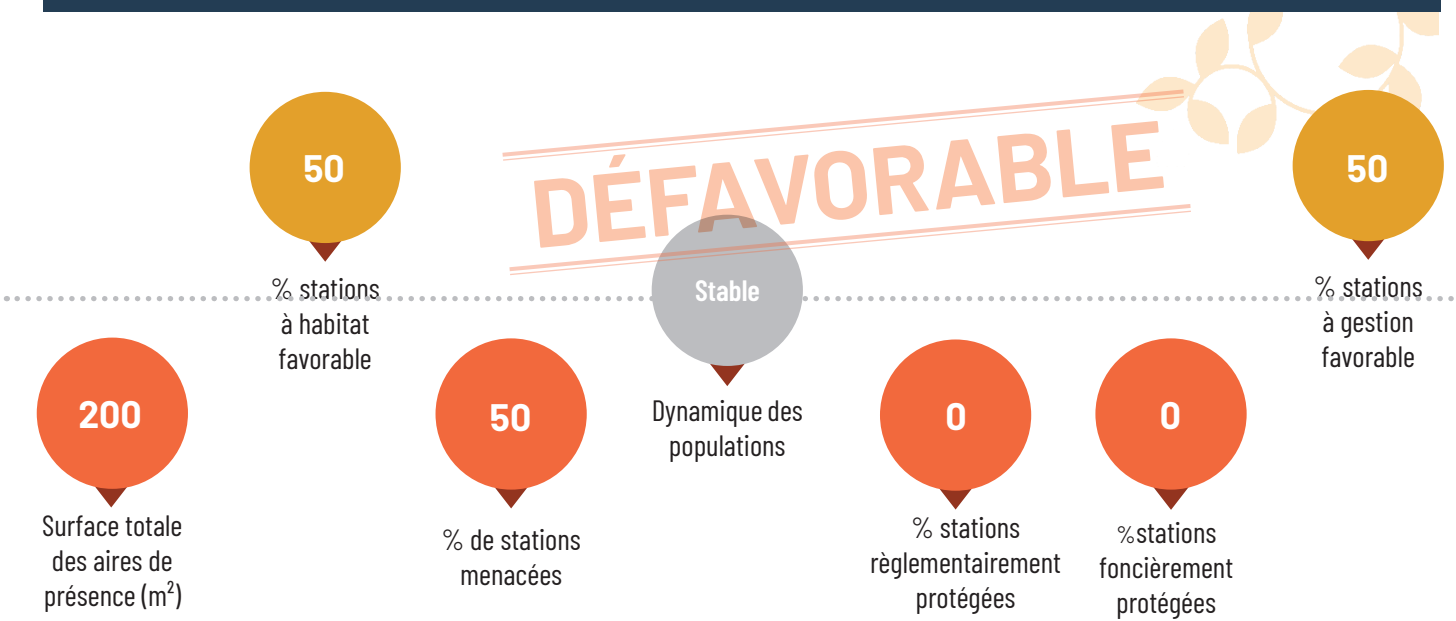 DÉFAVORABLE
200
Surface totale
des aires de
présence (m²)
50
% stations
à habitat
favorable
50
% de stations
menacées
Stable
Dynamique des
populations
0
% stations
règlementairement
protégées
0
%stations
foncièrement
protégées
50
% stations
à gestion
favorable